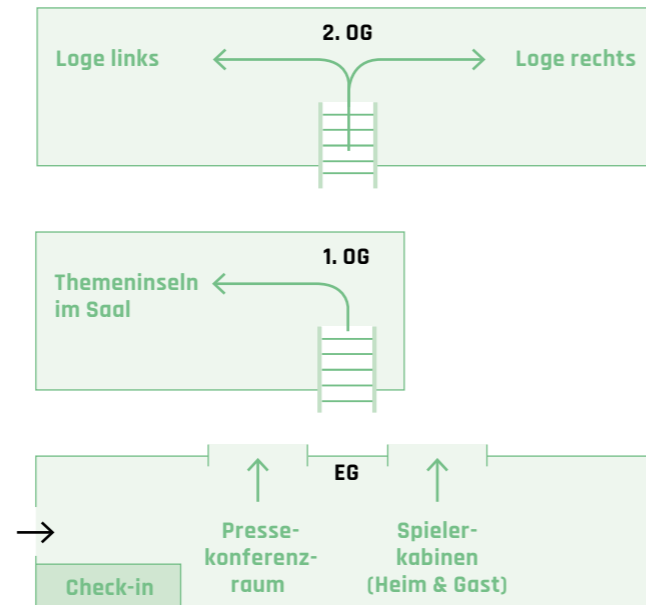 2. OG
Loge links
Loge rechts
1. OG
Themeninseln
im Saal
EG
Presse-
konferenz-
raum
Spieler-
kabinen
(Heim & Gast)
Check-in